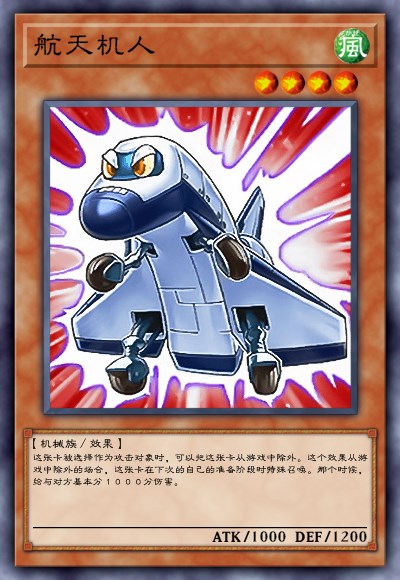 航天机人
風
【机械族／效果】
这张卡被选择作为攻击对象时，可以把这张卡从游戏中除外。这个效果从游
戏中除外的场合，这张卡在下次的自己的准备阶段时特殊召唤。那个时候，
给与对方基本分１０００分伤害。
ATK/1000 DEF/1200